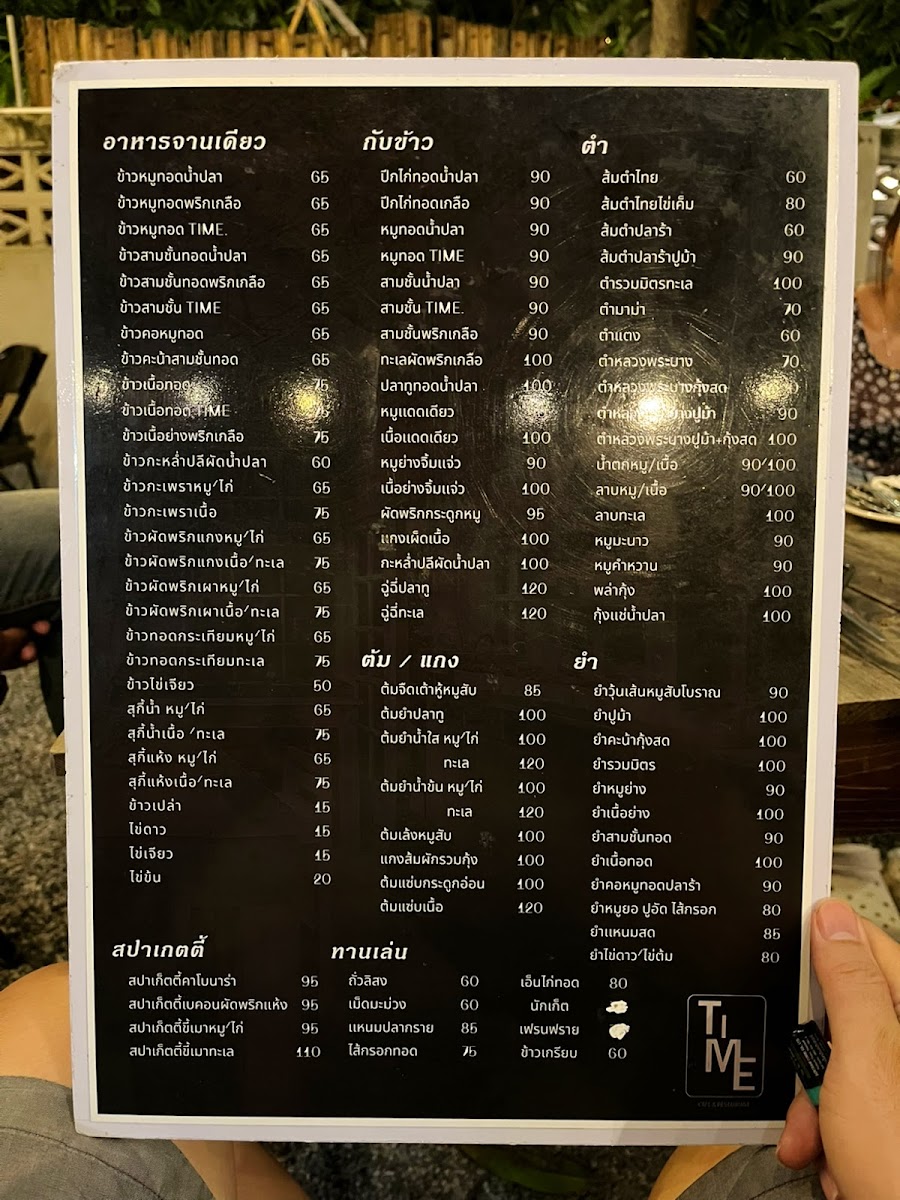 อาหารจานเดียว
ข้าวหมูทอดน้ำปลา 65
ข้าวหมูทอดพริกเกลือ 65
ข้าวหมูทอด TIME. 65
ข้าวสามชั้นทอดน้ำปลา 65
ข้าวสามชั้นทอดพริกเกลือ 65
ข้าวสามชั้น TIME 65
ข้าวคอหมูทอด 65
ข้าวคะน้าสามชั้นทอด 65
ข้าวเนื้อทอด 75
ข้าวเนื้อทอด TIME 75
ข้าวเนื้อย่างพริกเกลือ 75
ข้าวกะหล่ำปลีผัดน้ำปลา 60
ข้าวกะเพราหมู/ไก่ 65
ข้าวกะเพราเนื้อ 75
ข้าวผัดพริกแกงหมู/ไก่ 65
ข้าวผัดพริกแกงเนื้อ/ทะเล 75
ข้าวผัดพริกเผาหมู/ไก่ 65
ข้าวผัดพริกเผาเนื้อ/ทะเล 75
ข้าวทอดกระเทียมหมู/ไก่ 65
ข้าวทอดกระเทียมทะเล 75
ข้าวไข่เจียว 50
สุกี้น้ำ หมู/ไก่ 65
สุกี้น้ำเนื้อ /ทะเล 75
สุกี้แห้ง หมู/ไก่ 65
สุกี้แห้งเนื้อ/ทะเล 75
ข้าวเปล่า 15
ไข่ดาว 15
ไข่เจียว 15
ไข่ข้น 20
กับข้าว
ปีกไก่ทอดน้ำปลา 90
ปีกไก่ทอดเกลือ 90
หมูทอดน้ำปลา 90
หมูทอด TIME 90
สามชั้นน้ำปลา 90
สามชั้น TIME. 90
สามชั้นพริกเกลือ 90
ทะเลผัดพริกเกลือ 100
ปลาทูทอดน้ำปลา 100
หมูแดดเดียว
เนื้อแดดเดียว 100
หมูย่างจิ้มแจ่ว 90
เนื้อย่างจิ้มแจ่ว 100
ผัดพริกกระดูกหมู 95
แกงเผ็ดเนื้อ 100
กะหล่ำปลีผัดน้ำปลา 100
ฉู่ฉี่ปลาทู 120
ฉู่ฉี่ทะเล 120
ต้ม / แกง
ต้มจืดเต้าหู้หมูสับ 85
ต้มยำปลาทู 100
ต้มยำน้ำใส หมู/ไก่ 100
ทะเล 120
ต้มยำน้ำข้น หมู/ไก่ 100
ทะเล 120
ต้มเล้งหมูสับ 100
แกงส้มผักรวมกุ้ง 100
ต้มแซ่บกระดูกอ่อน 100
ต้มแซ่บเนื้อ 120
ตำ
ส้มตำไทย 60
ส้มตำไทยไข่เค็ม 80
ส้มตำปลาร้า 60
ส้มตำปลาร้าปูม้า 90
ตำรวมมิตรทะเล 100
ตำมาม่า 70
ตำแตง 60
ตำหลวงพระบาง 70
ตำหลวงพระบางกุ้งสด
ตำหลวงพระบางปูม้า 90
ตำหลวงพระบางปูม้า+กุ้งสด 100
น้ำตกหมู/เนื้อ 90/100
ลาบหมู/เนื้อ 90/100
ลาบทะเล 100
หมูมะนาว 90
หมูคำหวาน 90
พล่ากุ้ง 100
กุ้งแช่น้ำปลา 100
ยำ
ยำวุ้นเส้นหมูสับโบราณ 90
ยำปูม้า 100
ยำคะน้ากุ้งสด 100
ยำรวมมิตร 100
ยำหมูย่าง 90
ยำเนื้อย่าง 100
ยำสามชั้นทอด 90
ยำเนื้อทอด 100
ยำคอหมูทอดปลาร้า 90
ยำหมูยอ ปูอัด ไส้กรอก 80
ยำแหนมสด 85
ยำไข่ดาว/ไข่ต้ม 80
สปาเกตตี้
สปาเก็ตตี้คาโบนาร่า 95
สปาเก็ตตี้เบคอนผัดพริกแห้ง 95
สปาเก็ตตี้ขี้เมาหมู/ไก่ 95
สปาเก็ตตี้ขี้เมาทะเล 110
ทานเล่น
ถั่วลิสง 60
เม็ดมะม่วง 60
แหนมปลากราย 85
ไส้กรอกทอด 75
เอ็นไก่ทอด 80
นักเก็ต
เฟรนฟราย
ข้าวเกรียบ 60
TIME